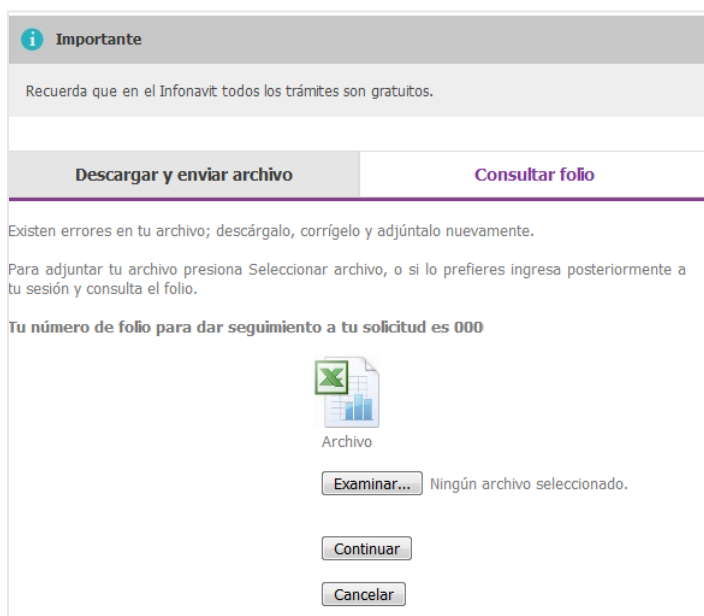 Importante
Recuerda que en el Infonavit todos los trámites son gratuitos.
Descargar y enviar archivo
Consultar folio
Existen errores en tu archivo; descárgalo, corrígelo y adjúntalo nuevamente.
Para adjuntar tu archivo presiona Seleccionar archivo, o si lo prefieres ingresa posteriormente a
tu sesión y consulta el folio.
Tu número de folio para dar seguimiento a tu solicitud es 000
Archivo
Examinar... Ningún archivo seleccionado.
Continuar
Cancelar